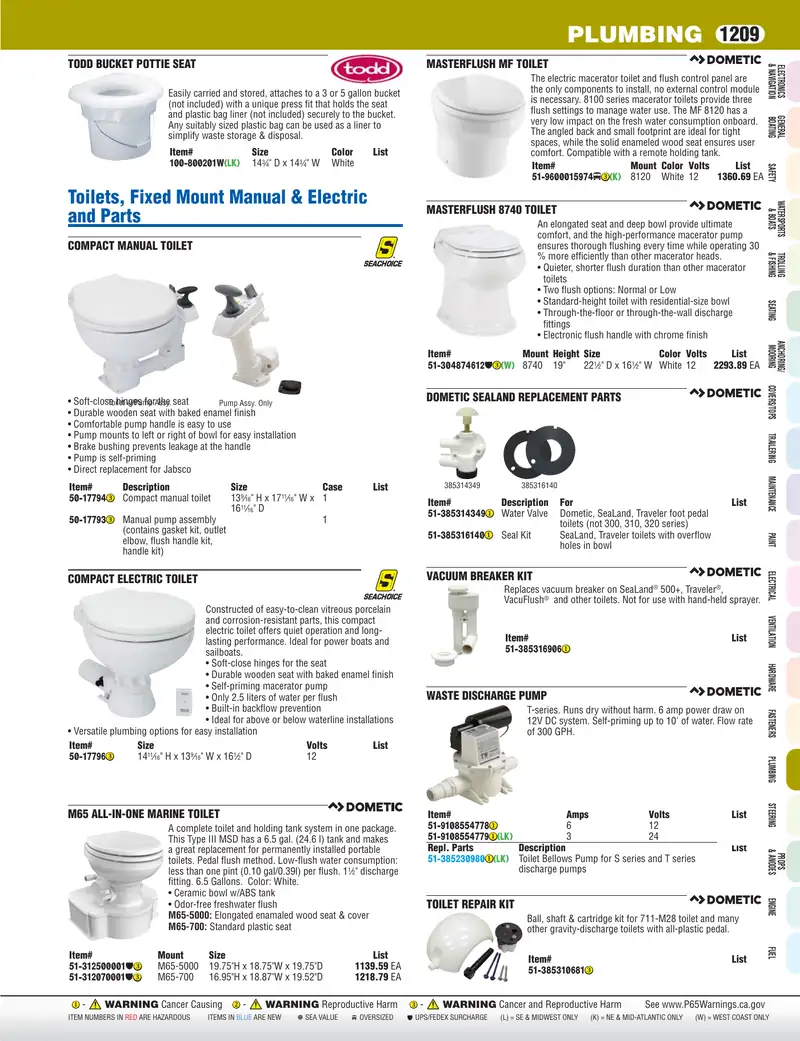 PLUMBING 1209
TODD BUCKET POTTIE SEAT
todd
Easily carried and stored, attaches to a 3 or 5 gallon bucket
(not included) with a unique press fit that holds the seat
and plastic bag liner (not included) securely to the bucket.
Any suitably sized plastic bag can be used as a liner to
simplify waste storage & disposal.
Item# Size Color List
100-800201W(LK) 14¾" D x 14¼" W White
Toilets, Fixed Mount Manual & Electric
and Parts
COMPACT MANUAL TOILET
SEACHOICE
Pump Assy. Only
• Soft-close hinges for the seat
• Durable wooden seat with baked enamel finish
• Comfortable pump handle is easy to use
• Pump mounts to left or right of bowl for easy installation
• Brake bushing prevents leakage at the handle
• Pump is self-priming
• Direct replacement for Jabsco
Item# Description Size Case List
50-17794③ Compact manual toilet 13⁹⁄₁₆" H x 17¹¹⁄₁₆" W x 1
16¹¹⁄₁₆" D
50-17793③ Manual pump assembly 1
(contains gasket kit, outlet
elbow, flush handle kit,
handle kit)
COMPACT ELECTRIC TOILET
SEACHOICE
Constructed of easy-to-clean vitreous porcelain
and corrosion-resistant parts, this compact
electric toilet offers quiet operation and long-
lasting performance. Ideal for power boats and
sailboats.
• Soft-close hinges for the seat
• Durable wooden seat with baked enamel finish
• Self-priming macerator pump
• Only 2.5 liters of water per flush
• Built-in backflow prevention
• Ideal for above or below waterline installations
• Versatile plumbing options for easy installation
Item# Size Volts List
50-17796③ 14¹¹⁄₁₆" H x 13⁹⁄₁₆" W x 16½" D 12
M65 ALL-IN-ONE MARINE TOILET
DOMETIC
A complete toilet and holding tank system in one package.
This Type III MSD has a 6.5 gal. (24.6 l) tank and makes
a great replacement for permanently installed portable
toilets. Pedal flush method. Low-flush water consumption:
less than one pint (0.10 gal/0.39l) per flush. 1½" discharge
fitting. 6.5 Gallons. Color: White.
• Ceramic bowl w/ABS tank
• Odor-free freshwater flush
M65-5000: Elongated enamaled wood seat & cover
M65-700: Standard plastic seat
Item# Mount Size List
51-312500001③ M65-5000 19.75"H x 18.75"W x 19.75"D 1139.59 EA
51-312070001③ M65-700 16.95"H x 18.87"W x 19.52"D 1218.79 EA
MASTERFLUSH MF TOILET
DOMETIC
The electric macerator toilet and flush control panel are
the only components to install, no external control module
is necessary. 8100 series macerator toilets provide three
flush settings to manage water use. The MF 8120 has a
very low impact on the fresh water consumption onboard.
The angled back and small footprint are ideal for tight
spaces, while the solid enameled wood seat ensures user
comfort. Compatible with a remote holding tank.
Item# Mount Color Volts List
51-9600015974③(K) 8120 White 12 1360.69 EA
MASTERFLUSH 8740 TOILET
DOMETIC
An elongated seat and deep bowl provide ultimate
comfort, and the high-performance macerator pump
ensures thorough flushing every time while operating 30
% more efficiently than other macerator heads.
• Quieter, shorter flush duration than other macerator
toilets
• Two flush options: Normal or Low
• Standard-height toilet with residential-size bowl
• Through-the-floor or through-the-wall discharge
fittings
• Electronic flush handle with chrome finish
Item# Mount Height Size Color Volts List
51-304874612③(W) 8740 19" 22½" D x 16½" W White 12 2293.89 EA
DOMETIC SEALAND REPLACEMENT PARTS
DOMETIC
385314349 385316140
Item# Description For List
51-385314349① Water Valve Dometic, SeaLand, Traveler foot pedal
toilets (not 300, 310, 320 series)
51-385316140① Seal Kit SeaLand, Traveler toilets with overflow
holes in bowl
VACUUM BREAKER KIT
DOMETIC
Replaces vacuum breaker on SeaLand® 500+, Traveler®,
VacuFlush® and other toilets. Not for use with hand-held sprayer.
Item# List
51-385316906①
WASTE DISCHARGE PUMP
DOMETIC
T-series. Runs dry without harm. 6 amp power draw on
12V DC system. Self-priming up to 10' of water. Flow rate
of 300 GPH.
Item# Amps Volts List
51-9108554778① 6 12
51-9108554779①(LK) 3 24
Repl. Parts Description List
51-385230980①(LK) Toilet Bellows Pump for S series and T series
discharge pumps
TOILET REPAIR KIT
DOMETIC
Ball, shaft & cartridge kit for 711-M28 toilet and many
other gravity-discharge toilets with all-plastic pedal.
Item# List
51-385310681③
ELECTRONICS
& NAVIGATION
GENERAL
BOATING
SAFETY
WATERSPORTS
& BOATS
TROLLING
& FISHING
SEATING
ANCHORING/
MOORING
COVERS/TOPS
TRAILERING
MAINTENANCE
PAINT
ELECTRICAL
VENTILATION
HARDWARE
FASTENERS
PLUMBING
STEERING
PROPS
& ANODES
ENGINE
FUEL
① - WARNING Cancer Causing ② - WARNING Reproductive Harm ③ - WARNING Cancer and Reproductive Harm See www.P65Warnings.ca.gov
ITEM NUMBERS IN RED ARE HAZARDOUS ITEMS IN BLUE ARE NEW SEA VALUE OVERSIZED UPS/FEDEX SURCHARGE (L) = SE & MIDWEST ONLY (K) = NE & MID-ATLANTIC ONLY (W) = WEST COAST ONLY